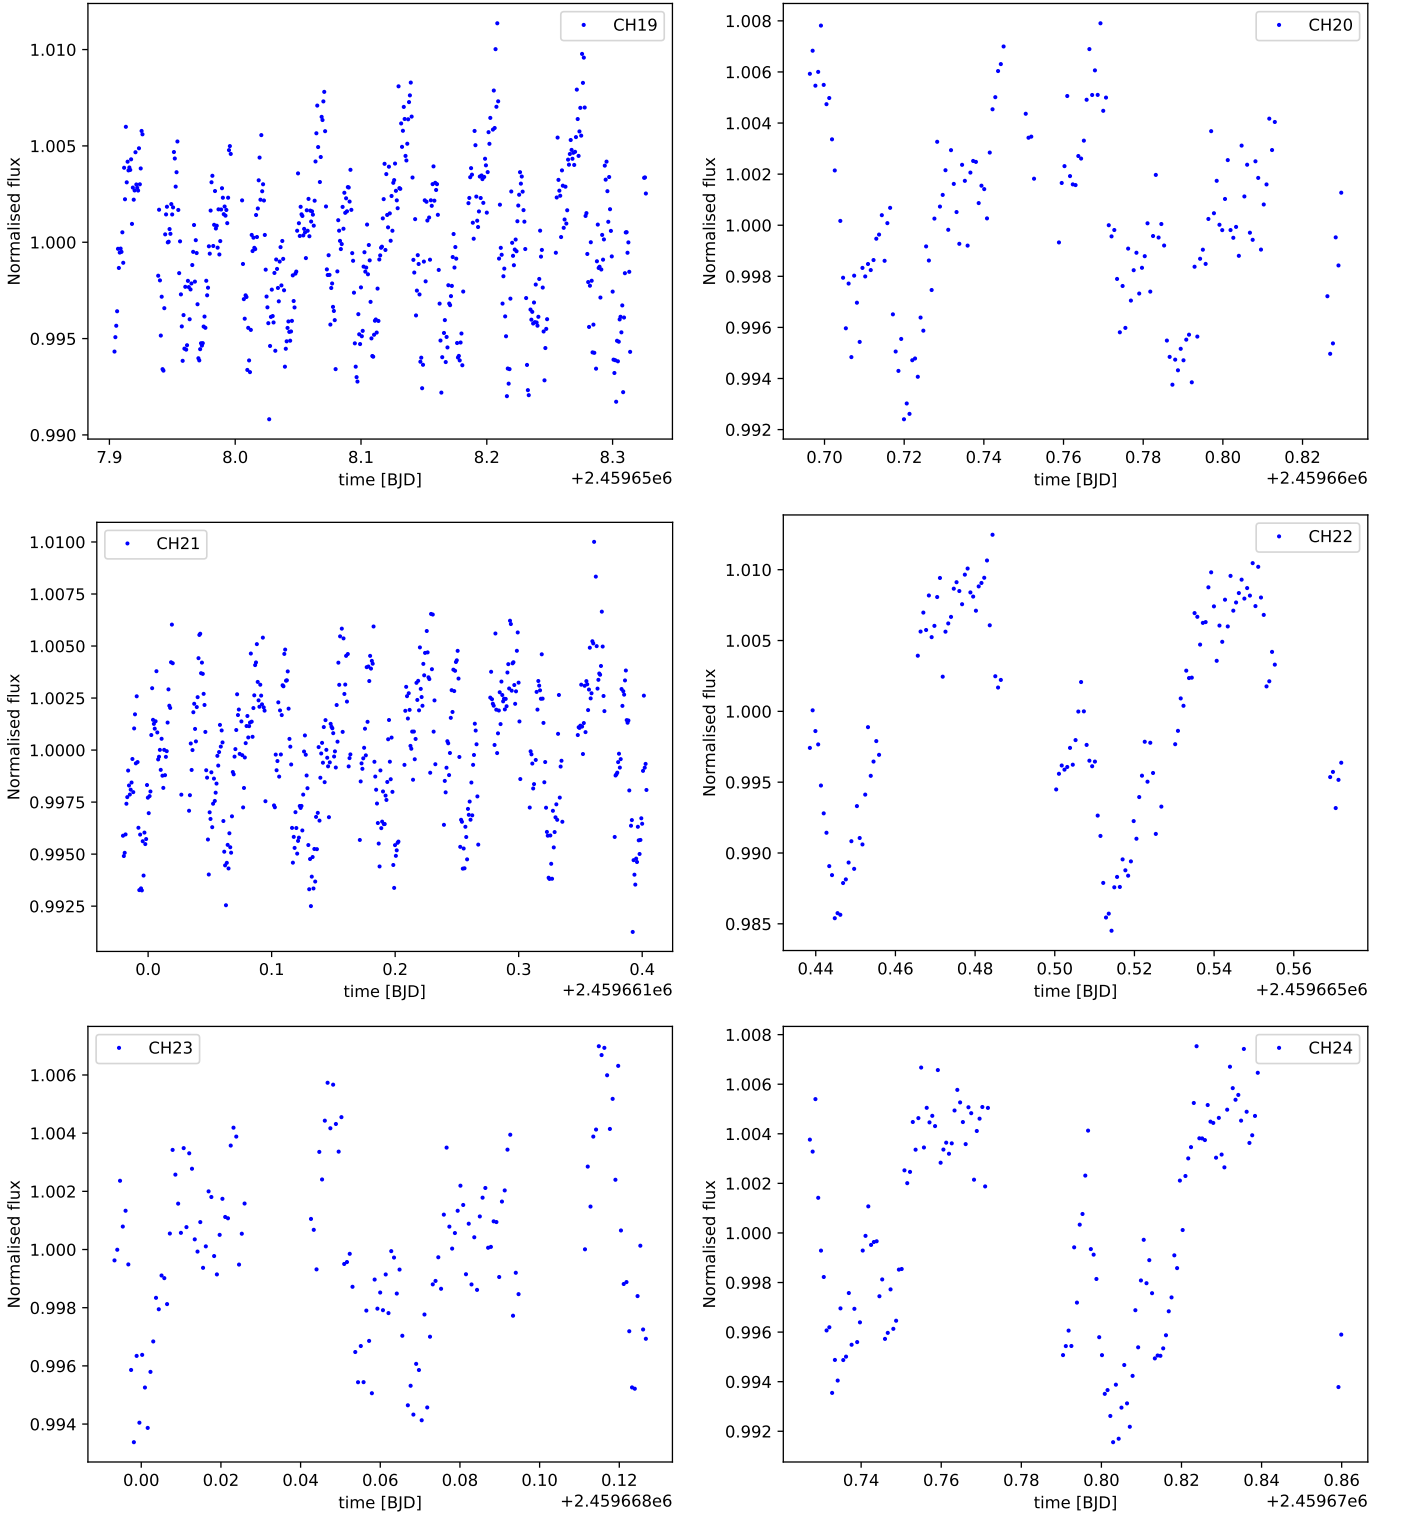 CH19
1.010
1.005
1.000
0.995
0.990
Normalised flux
7.9 8.0 8.1 8.2 8.3
time [BJD]
+2.45965e6
CH20
1.008
1.006
1.004
1.002
1.000
0.998
0.996
0.994
0.992
Normalised flux
0.70 0.72 0.74 0.76 0.78 0.80 0.82
time [BJD]
+2.45966e6
CH21
1.0100
1.0075
1.0050
1.0025
1.0000
0.9975
0.9950
0.9925
Normalised flux
0.0 0.1 0.2 0.3 0.4
time [BJD]
+2.459661e6
CH22
1.010
1.005
1.000
0.995
0.990
0.985
Normalised flux
0.44 0.46 0.48 0.50 0.52 0.54 0.56
time [BJD]
+2.459665e6
CH23
1.006
1.004
1.002
1.000
0.998
0.996
0.994
Normalised flux
0.00 0.02 0.04 0.06 0.08 0.10 0.12
time [BJD]
+2.459668e6
CH24
1.008
1.006
1.004
1.002
1.000
0.998
0.996
0.994
0.992
Normalised flux
0.74 0.76 0.78 0.80 0.82 0.84 0.86
time [BJD]
+2.45967e6